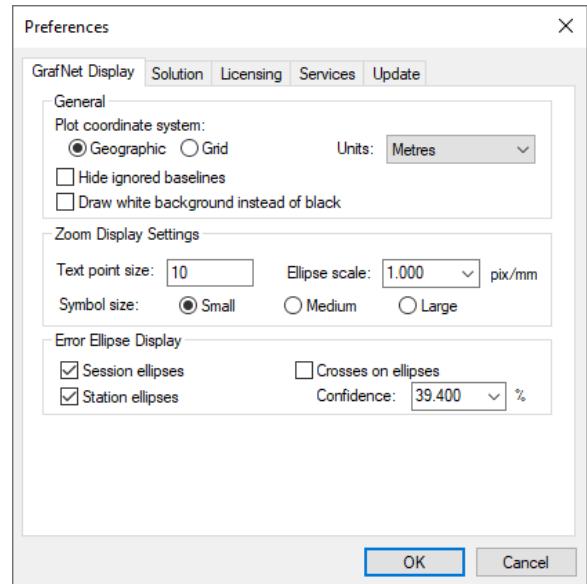 Preferences
GrafNet Display Solution Licensing Services Update
General
Plot coordinate system:
Geographic Grid Units: Metres
Hide ignored baselines
Draw white background instead of black
Zoom Display Settings
Text point size: 10 Ellipse scale: 1.000 pix/mm
Symbol size: Small Medium Large
Error Ellipse Display
Session ellipses Crosses on ellipses
Station ellipses Confidence: 39.400 %
OK Cancel